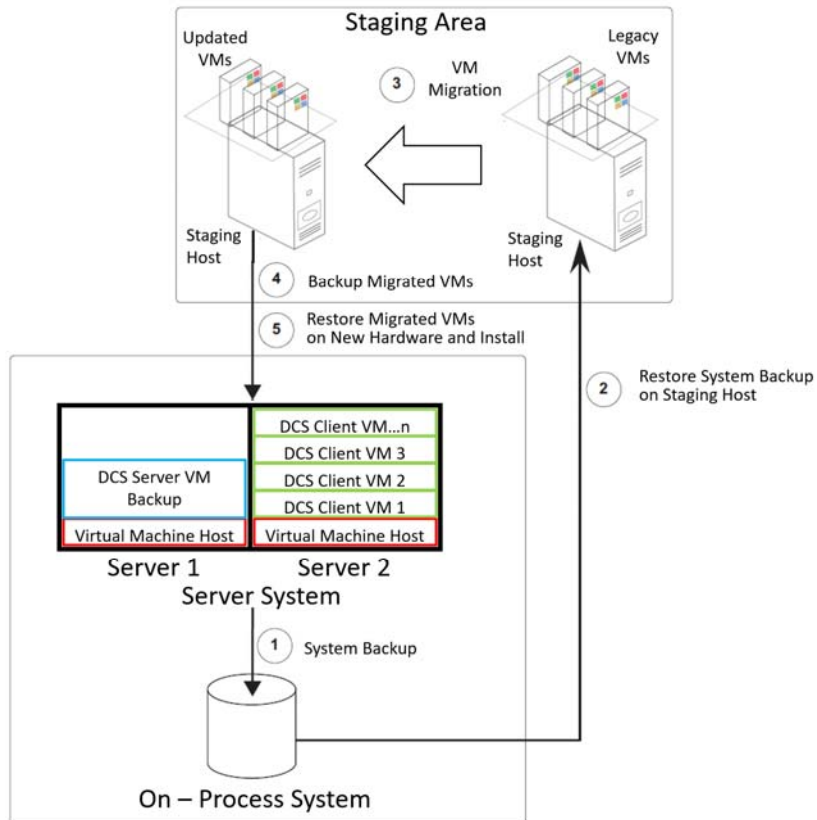 Staging Area
Updated
VMs
Legacy
VMs
3
VM
Migration
Staging
Host
Staging
Host
4
Backup Migrated VMs
5
Restore Migrated VMs
on New Hardware and Install
2
Restore System Backup
on Staging Host
DCS Client VM...n
DCS Client VM 3
DCS Server VM
Backup
DCS Client VM 2
DCS Client VM 1
Virtual Machine Host
Virtual Machine Host
Server 1
Server 2
Server System
1
System Backup
On – Process System